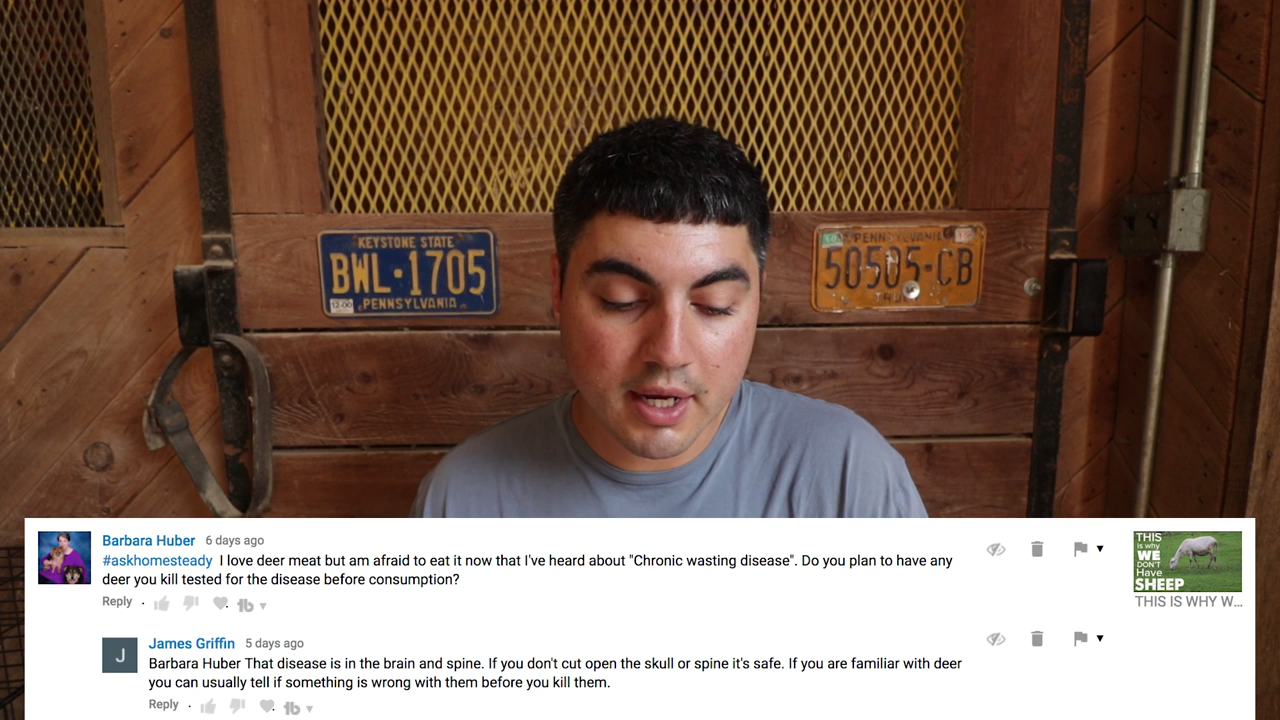 KEYSTONE STATE
BWL·1705
12-00
PENNSYLVANIA
PENNSYLVANIA
50505-CB
Barbara Huber 6 days ago
#askhomesteady I love deer meat but am afraid to eat it now that I've heard about "Chronic wasting disease". Do you plan to have any
deer you kill tested for the disease before consumption?
Reply
THIS
is why
WE
DON'T
Have
SHEEP
THIS IS WHY W...
J
James Griffin 5 days ago
Barbara Huber That disease is in the brain and spine. If you don't cut open the skull or spine it's safe. If you are familiar with deer
you can usually tell if something is wrong with them before you kill them.
Reply